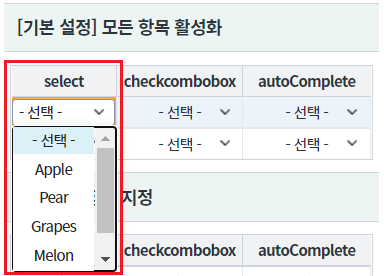 [기본 설정] 모든 항목 활성화
select checkcombobox autoComplete
- 선택 - - 선택 - - 선택 -
- 선택 - - 선택 - - 선택 -
Apple
Pear
지정
Grapes
Melon
checkcombobox autoComplete